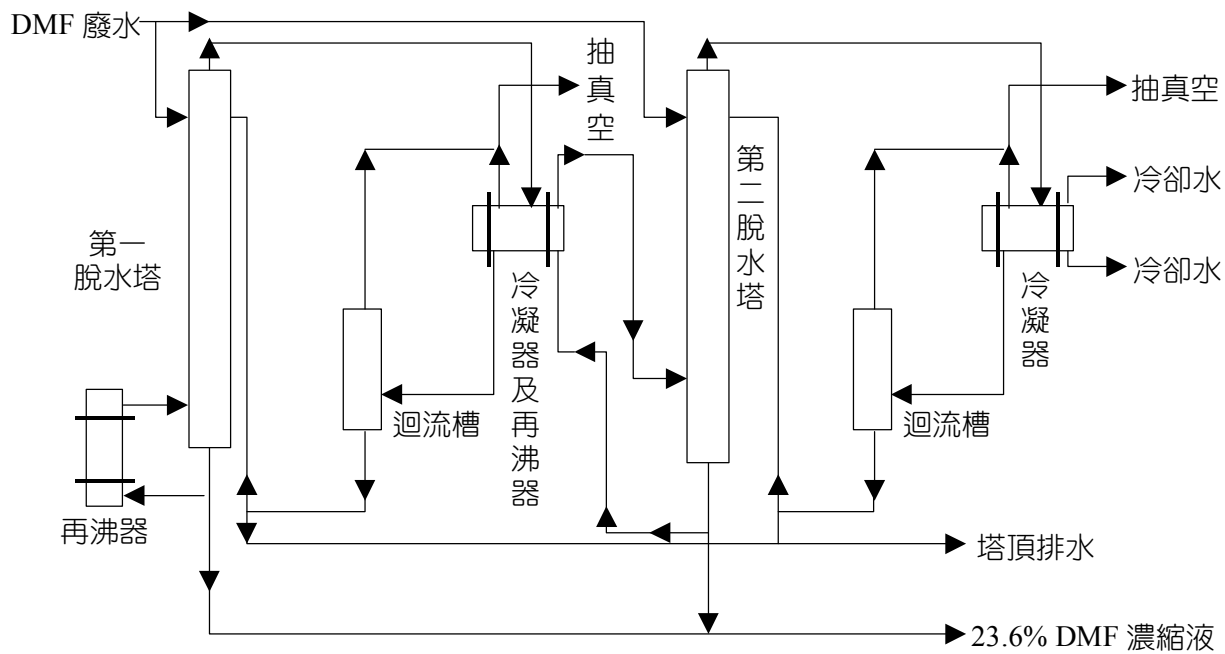 DMF 廢水
抽真空
抽真空
冷卻水
冷卻水
第一
脫水塔
第二脫水塔
冷凝器及再沸器
冷凝器
迴流槽
迴流槽
再沸器
塔頂排水
23.6% DMF 濃縮液